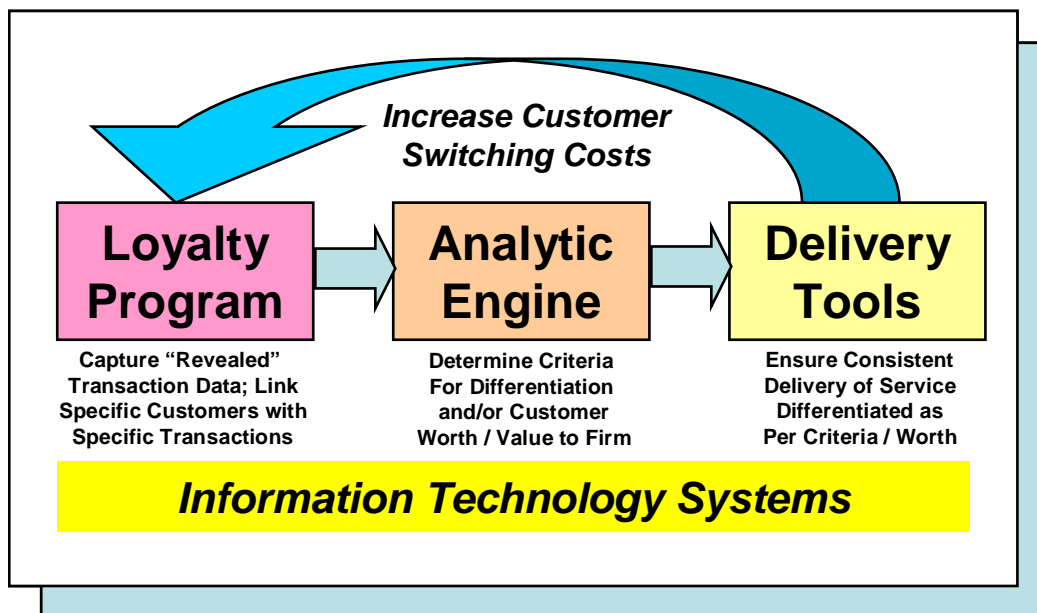 Increase Customer
Switching Costs
Loyalty
Program
Analytic
Engine
Delivery
Tools
Capture “Revealed”
Transaction Data; Link
Specific Customers with
Specific Transactions
Determine Criteria
For Differentiation
and/or Customer
Worth / Value to Firm
Ensure Consistent
Delivery of Service
Differentiated as
Per Criteria / Worth
Information Technology Systems